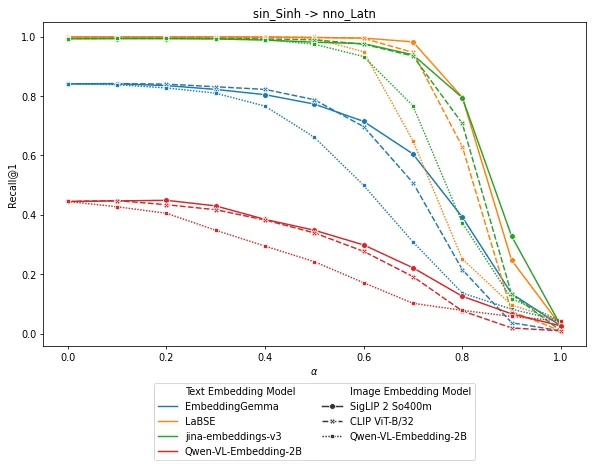 sin_Sinh -> nno_Latn
Recall@1
1.0
0.8
0.6
0.4
0.2
0.0
0.0 0.2 0.4 0.6 0.8 1.0
α
Text Embedding Model Image Embedding Model
EmbeddingGemma SigLIP 2 So400m
LaBSE CLIP ViT-B/32
jina-embeddings-v3 Qwen-VL-Embedding-2B
Qwen-VL-Embedding-2B